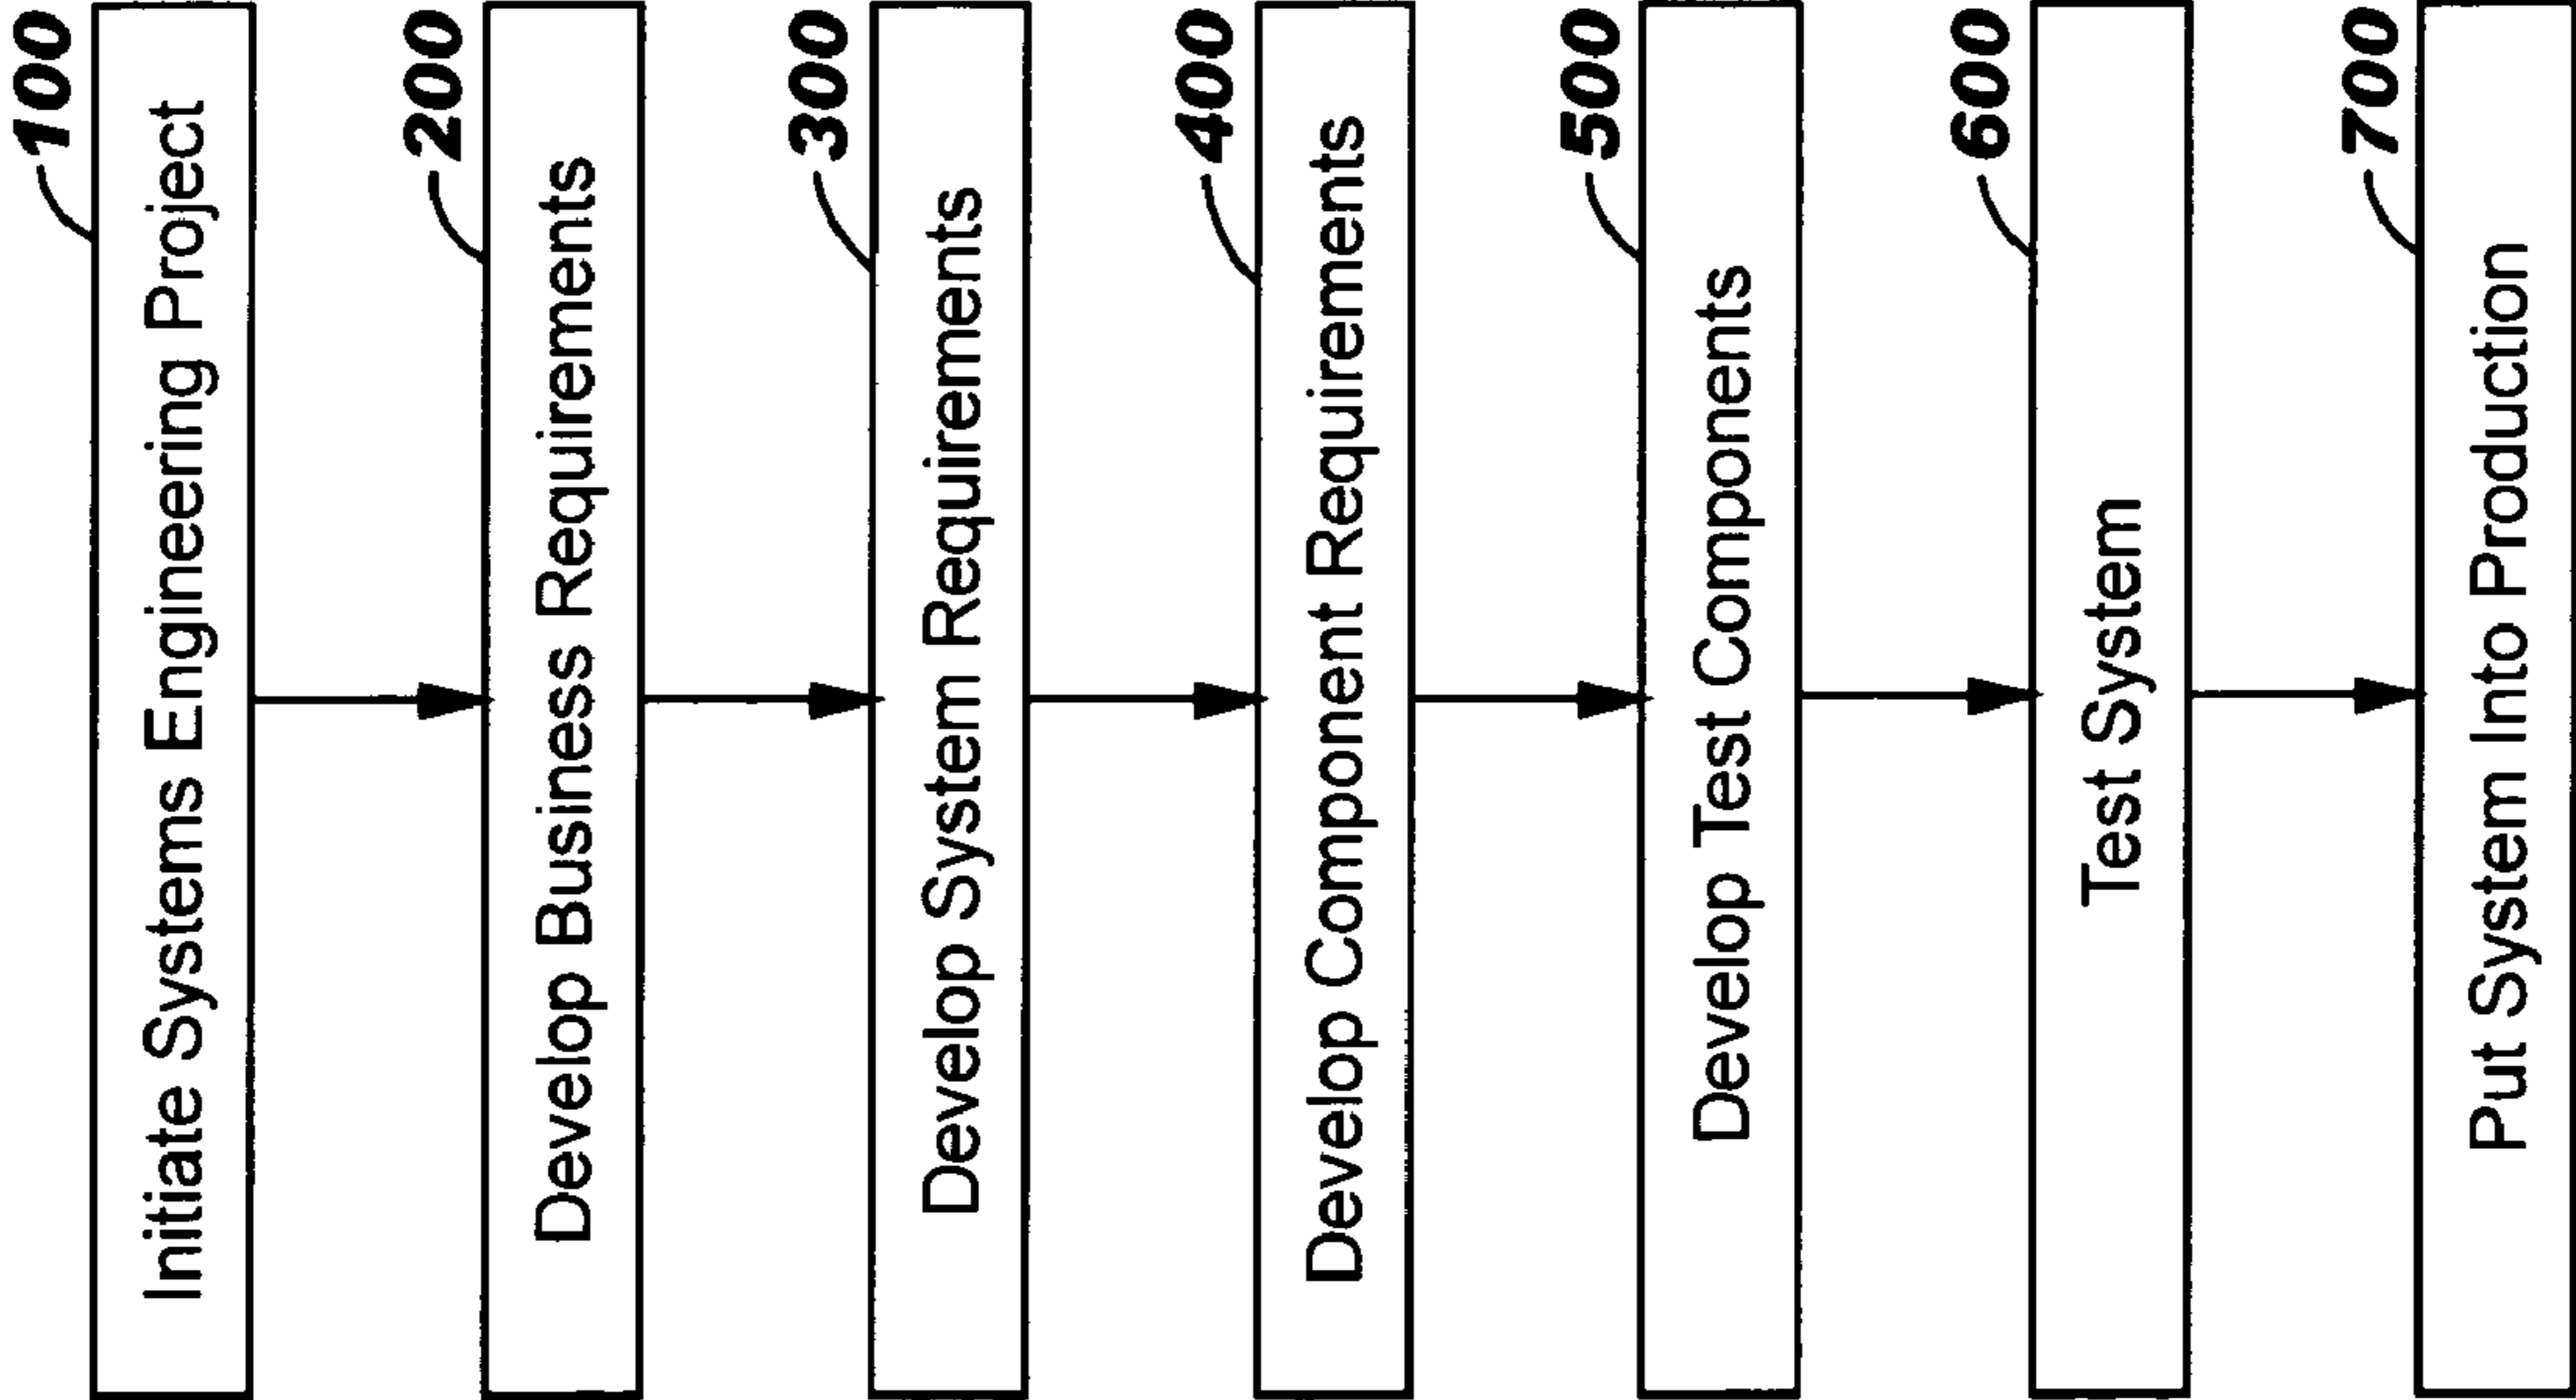 100
Initiate Systems Engineering Project
200
Develop Business Requirements
300
Develop System Requirements
400
Develop Component Requirements
500
Develop Test Components
600
Test System
700
Put System Into Production